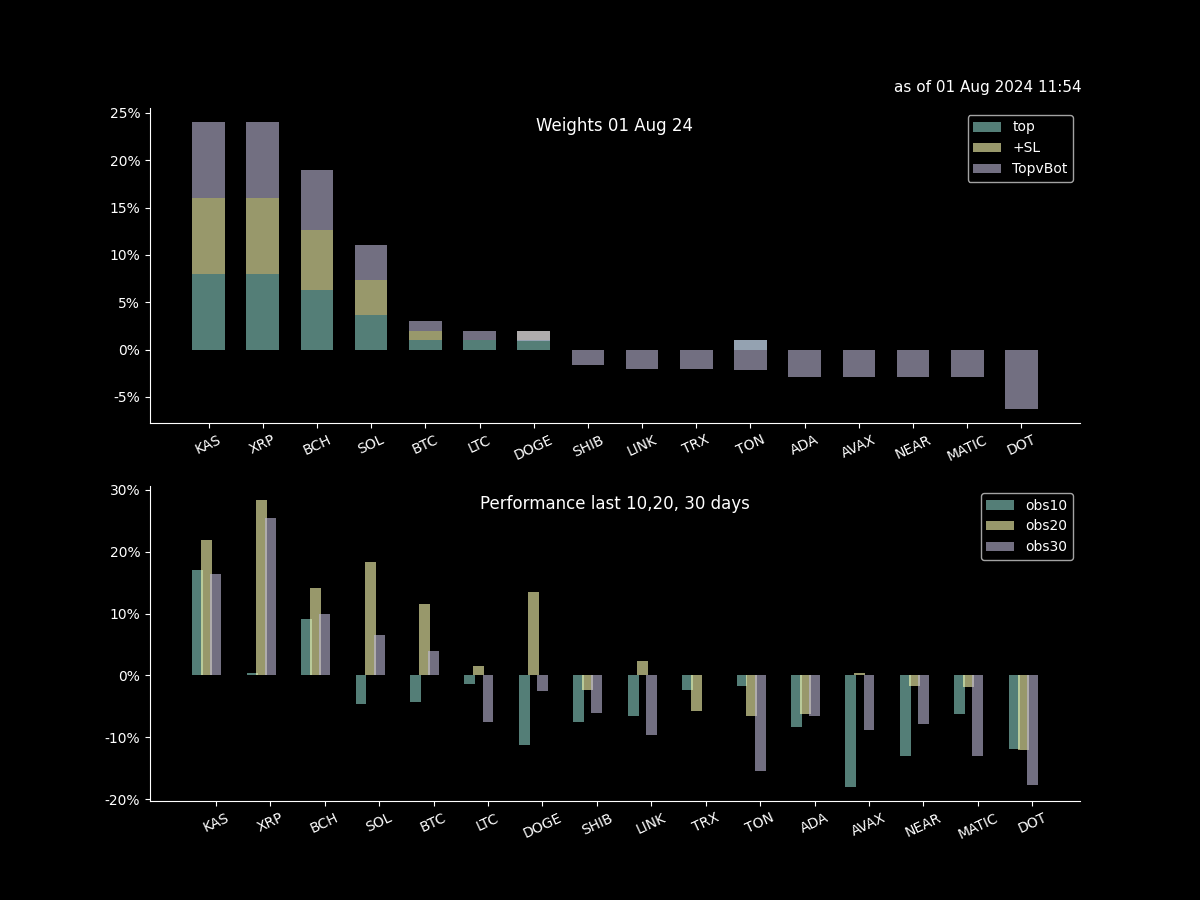 as of 01 Aug 2024 11:54
Weights 01 Aug 24
top
+SL
TopvBot
25%
20%
15%
10%
5%
0%
-5%
KAS XRP BCH SOL BTC LTC DOGE SHIB LINK TRX TON ADA AVAX NEAR MATIC DOT
Performance last 10,20, 30 days
obs10
obs20
obs30
30%
20%
10%
0%
-10%
-20%
KAS XRP BCH SOL BTC LTC DOGE SHIB LINK TRX TON ADA AVAX NEAR MATIC DOT